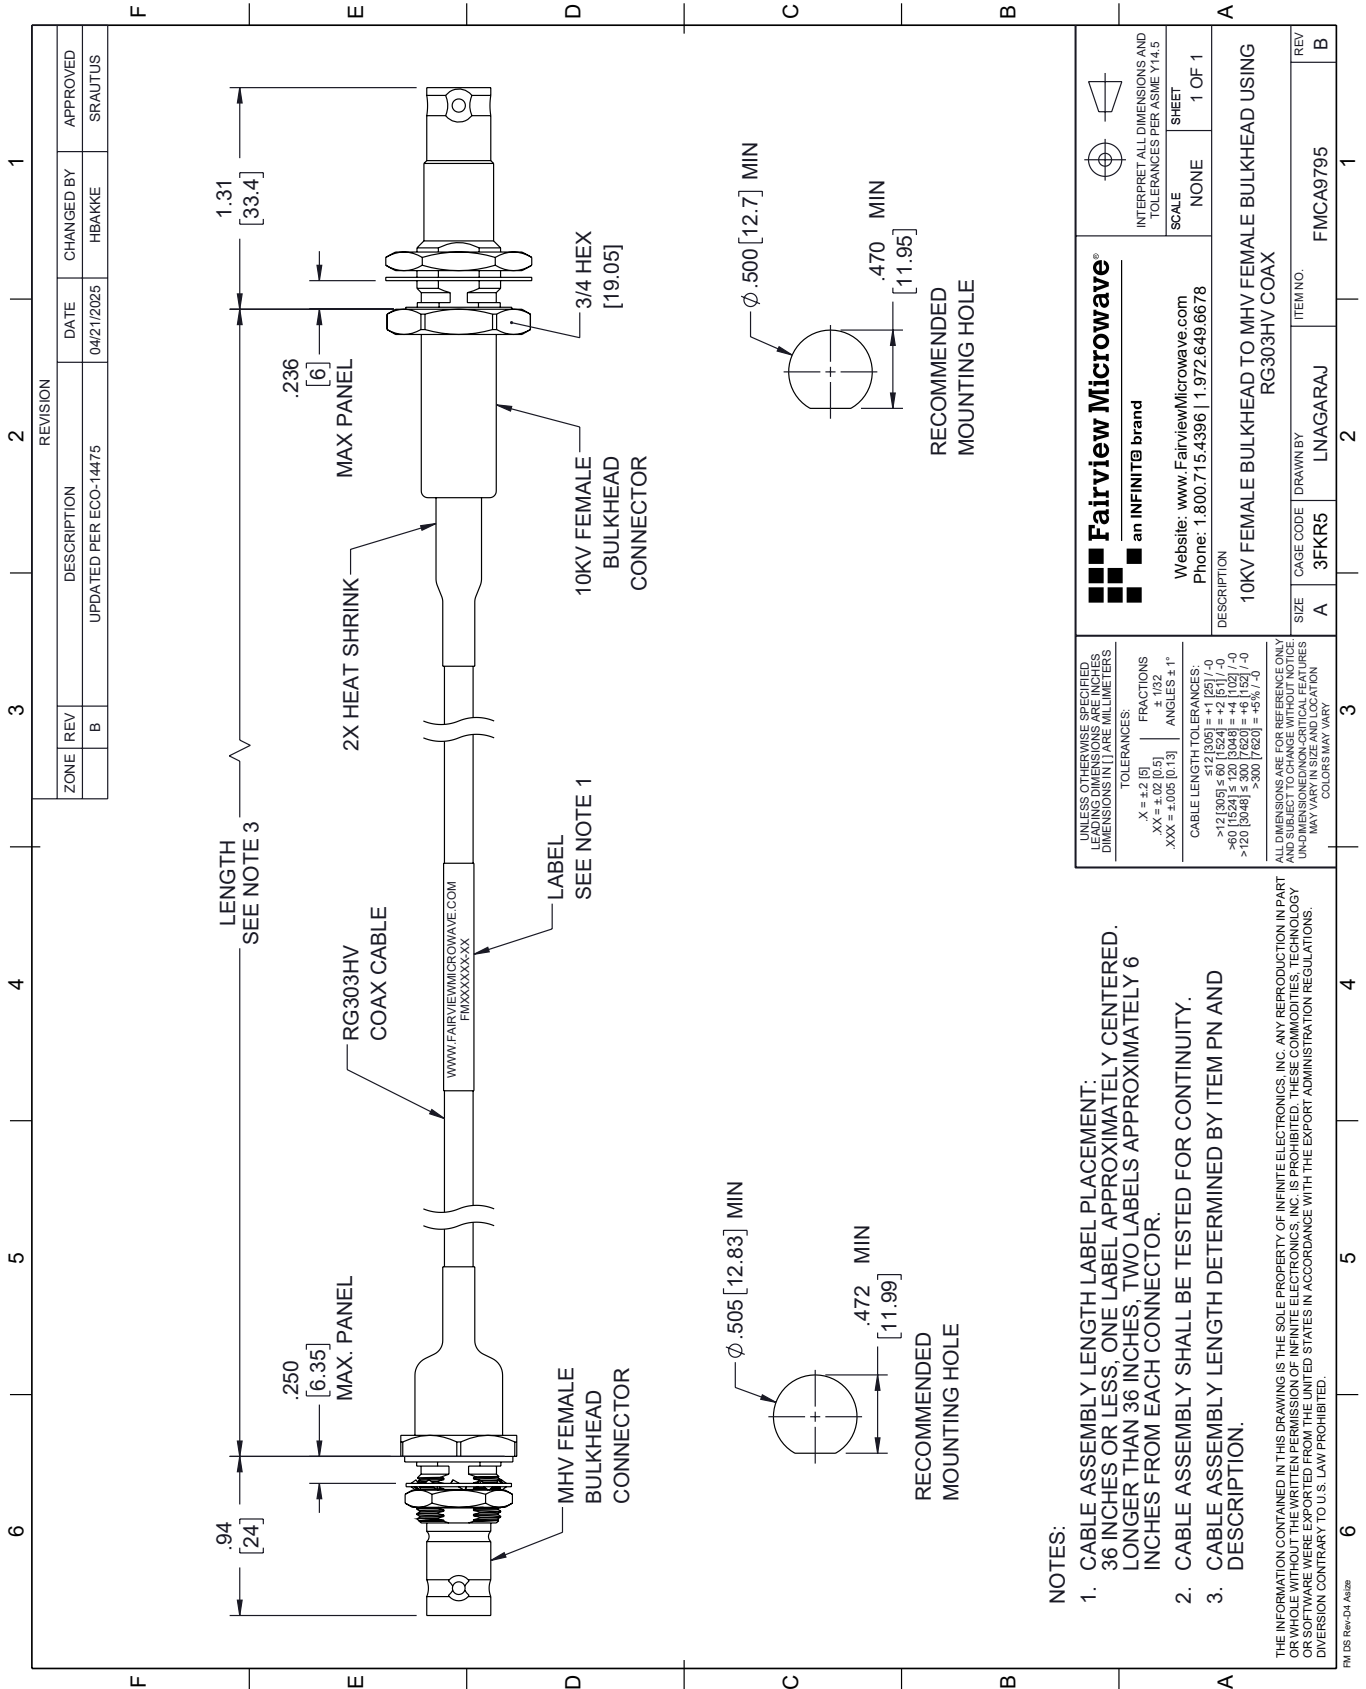 6
5
4
3
2
1
F
E
D
C
B
A
REVISION
ZONE
REV
DESCRIPTION
DATE
CHANGED BY
APPROVED
B
UPDATED PER ECO-14475
04/21/2025
HBAKKE
SRAUTUS
.94
[24]
LENGTH
SEE NOTE 3
1.31
[33.4]
.250
[6.35]
MAX. PANEL
RG303HV
COAX CABLE
2X HEAT SHRINK
.236
[6]
MAX PANEL
WWW.FAIRVIEWMICROWAVE.COM
FMXXXXXX-XX
MHV FEMALE
BULKHEAD
CONNECTOR
LABEL
SEE NOTE 1
10KV FEMALE
BULKHEAD
CONNECTOR
3/4 HEX
[19.05]
∅.505 [12.83] MIN
.472 MIN
[11.99]
RECOMMENDED
MOUNTING HOLE
∅.500 [12.7] MIN
.470 MIN
[11.95]
RECOMMENDED
MOUNTING HOLE
NOTES:
1. CABLE ASSEMBLY LENGTH LABEL PLACEMENT:
36 INCHES OR LESS, ONE LABEL APPROXIMATELY CENTERED.
LONGER THAN 36 INCHES, TWO LABELS APPROXIMATELY 6
INCHES FROM EACH CONNECTOR.
2. CABLE ASSEMBLY SHALL BE TESTED FOR CONTINUITY.
3. CABLE ASSEMBLY LENGTH DETERMINED BY ITEM PN AND
DESCRIPTION.
THE INFORMATION CONTAINED IN THIS DRAWING IS THE SOLE PROPERTY OF INFINITE ELECTRONICS, INC. ANY REPRODUCTION IN PART
OR WHOLE WITHOUT THE WRITTEN PERMISSION OF INFINITE ELECTRONICS, INC. IS PROHIBITED. THESE COMMODITIES, TECHNOLOGY
OR SOFTWARE WERE EXPORTED FROM THE UNITED STATES IN ACCORDANCE WITH THE EXPORT ADMINISTRATION REGULATIONS.
DIVERSION CONTRARY TO U.S. LAW PROHIBITED.
UNLESS OTHERWISE SPECIFIED
LEADING DIMENSIONS ARE INCHES
DIMENSIONS IN [ ] ARE MILLIMETERS
TOLERANCES:
.X = ±.2 [5]
.XX = ±.02 [0.5]
.XXX = ±.005 [0.13]
FRACTIONS
± 1/32
ANGLES ± 1°
CABLE LENGTH TOLERANCES:
≤12 [305] = +1 [25] / -0
>12 [305] ≤ 60 [1524] = +2 [51] / -0
>60 [1524] ≤ 120 [3048] = +4 [102] / -0
>120 [3048] ≤ 300 [7620] = +6 [152] / -0
>300 [7620] = +5% / -0
ALL DIMENSIONS ARE FOR REFERENCE ONLY
AND SUBJECT TO CHANGE WITHOUT NOTICE.
UN-DIMENSIONED/NON-CRITICAL FEATURES
MAY VARY IN SIZE AND LOCATION
COLORS MAY VARY
Fairview Microwave®
an INFINIT@ brand
Website: www.FairviewMicrowave.com
Phone: 1.800.715.4396 | 1.972.649.6678
INTERPRET ALL DIMENSIONS AND
TOLERANCES PER ASME Y14.5
SCALE
NONE
SHEET
1 OF 1
DESCRIPTION
10KV FEMALE BULKHEAD TO MHV FEMALE BULKHEAD USING
RG303HV COAX
SIZE
A
CAGE CODE
3FKR5
DRAWN BY
LNAGARAJ
ITEM NO.
FMCA9795
REV
B
F
E
D
C
B
A
FM DS Rev-D4 Asize
6
5
4
3
2
1